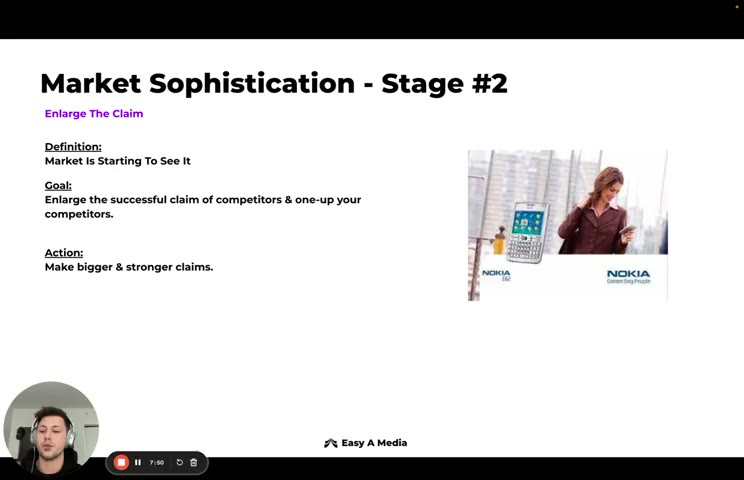 Market Sophistication - Stage #2
Enlarge The Claim
Definition:
Market Is Starting To See It
Goal:
Enlarge the successful claim of competitors & one-up your
competitors.
Action:
Make bigger & stronger claims.
NOKIA
NOKIA
Connecting People
Easy A Media
7:50